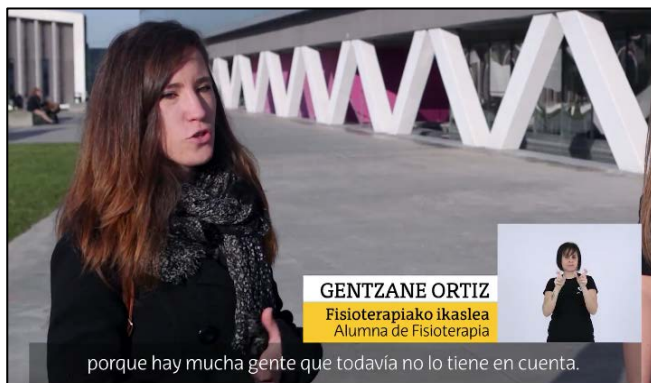 GENTZANE ORTIZ
Fisioterapiako ikaslea
Alumna de Fisioterapia
porque hay mucha gente que todavía no lo tiene en cuenta.